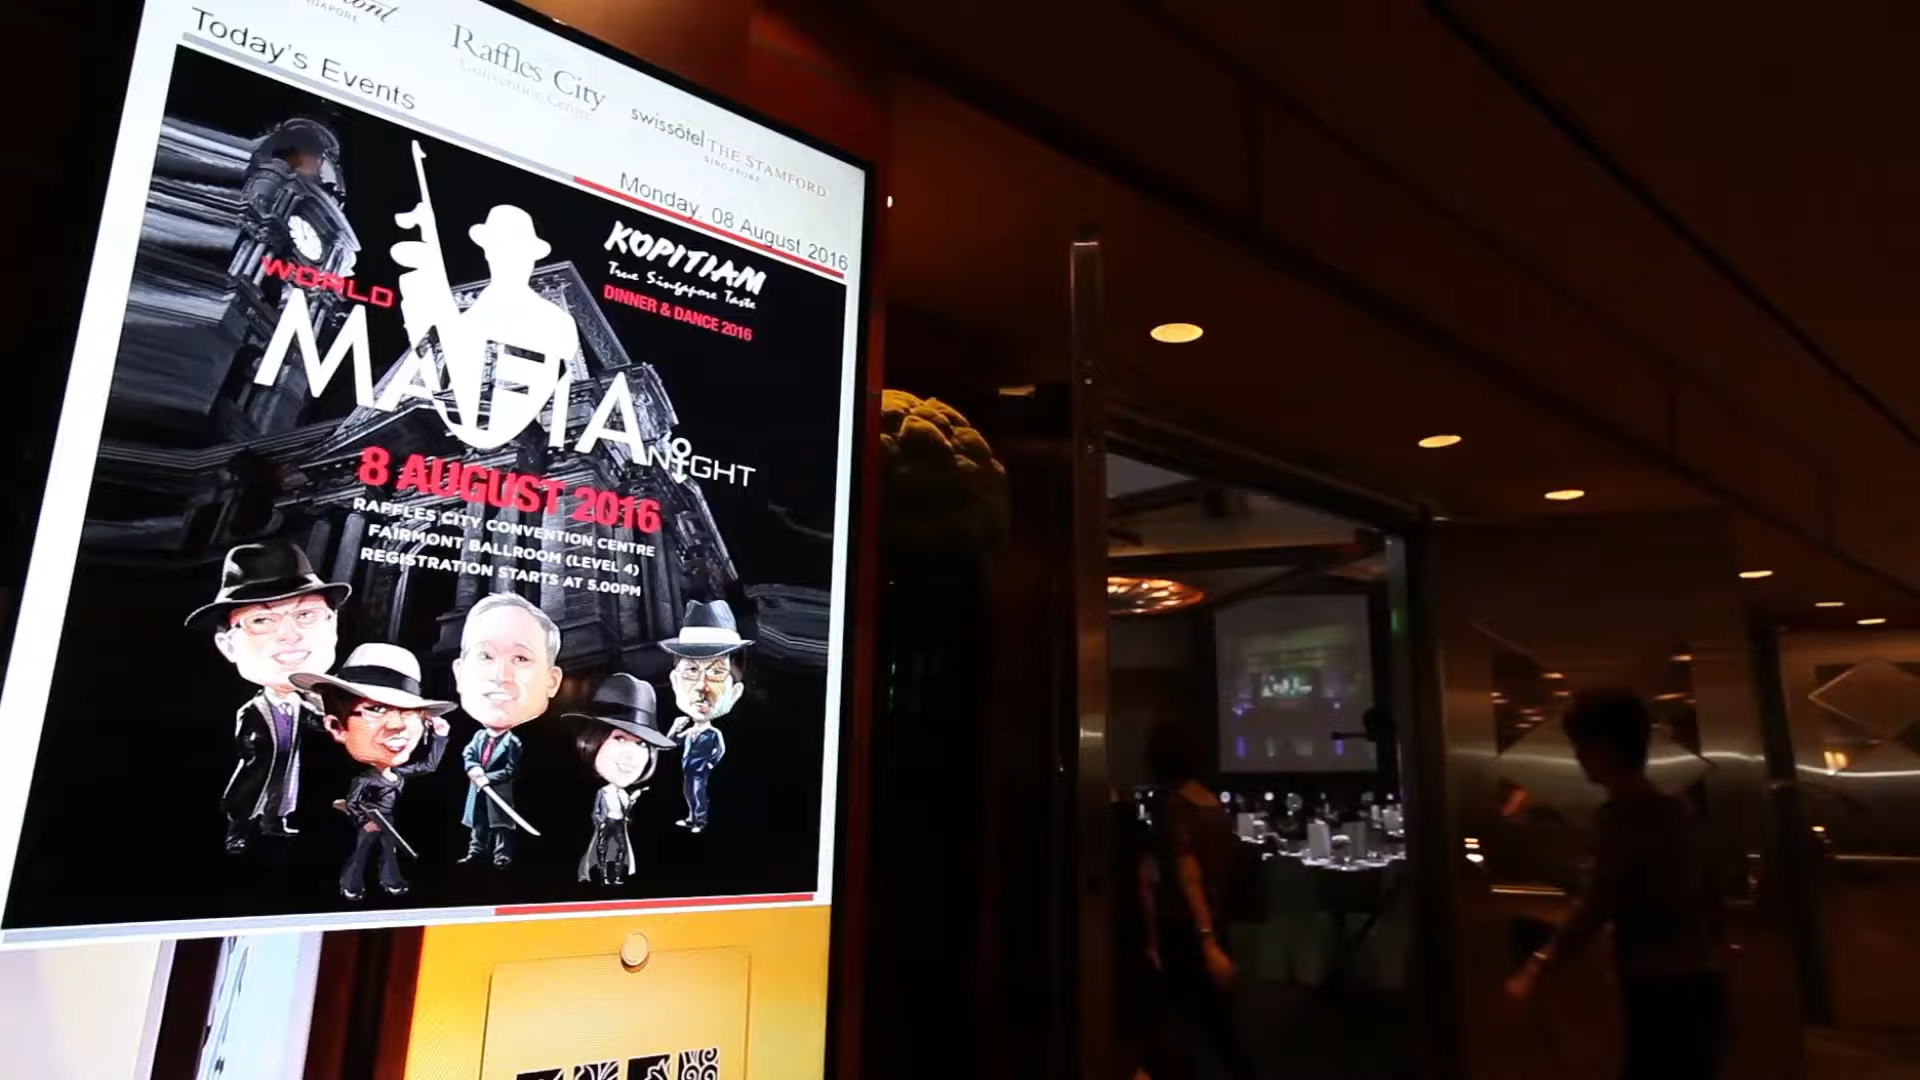 SINGAPORE
Raffles City
Convention Centre
swissôtel THE STAMFORD
SINGAPORE
Today's Events
Monday, 08 August 2016
KOPITIAM
True Singapore Taste
DINNER & DANCE 2016
WORLD
MAFIA
NIGHT
8 AUGUST 2016
RAFFLES CITY CONVENTION CENTRE
FAIRMONT BALLROOM (LEVEL 4)
REGISTRATION STARTS AT 5.00PM